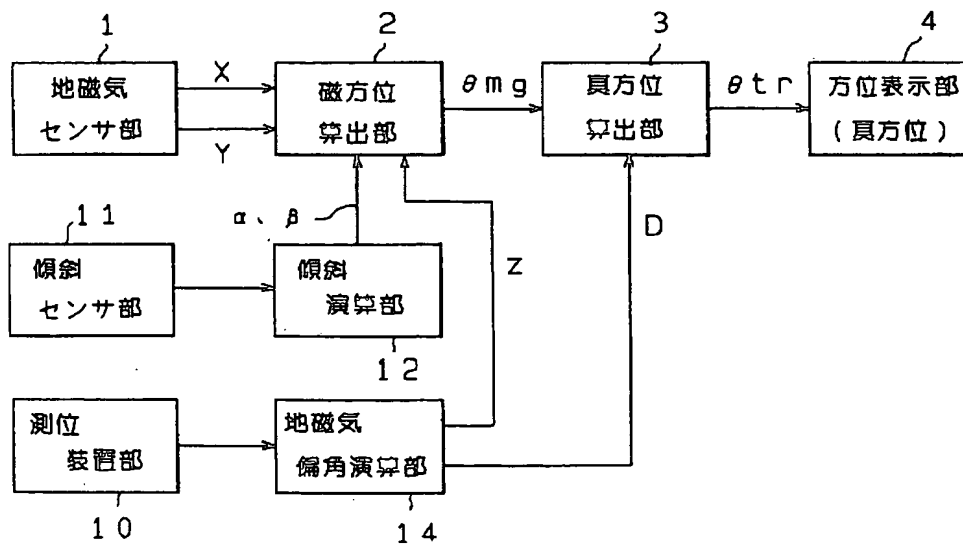 1
2
3
4
地磁気
センサ部
X
Y
磁方位
算出部
θmg
真方位
算出部
θtr
方位表示部
(真方位)
α、β
Z
D
11
傾斜
センサ部
傾斜
演算部
12
測位
装置部
10
地磁気
偏角演算部
14